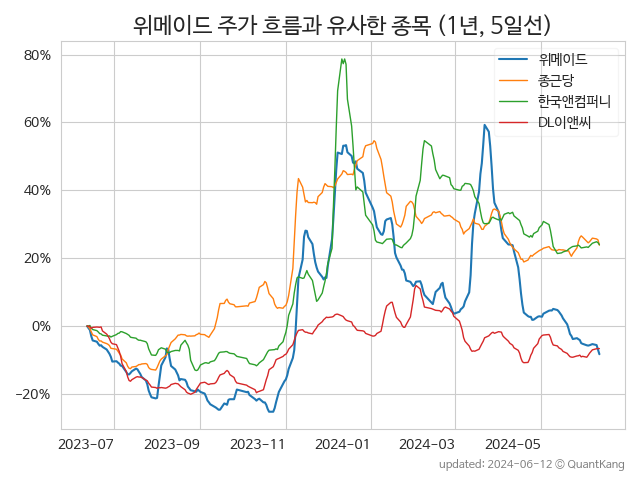 위메이드 주가 흐름과 유사한 종목 (1년, 5일선)
위메이드
종근당
한국앤컴퍼니
DL이앤씨
80%
60%
40%
20%
0%
−20%
2023-07 2023-09 2023-11 2024-01 2024-03 2024-05
updated: 2024-06-12 © QuantKang